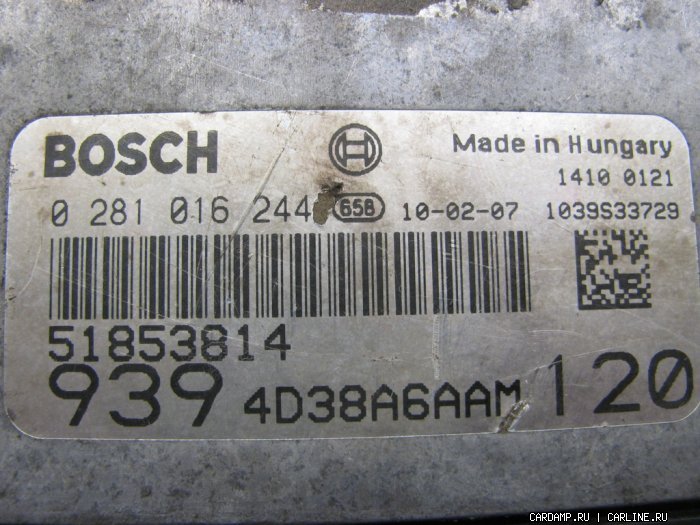 BOSCH
Made in Hungary
1410 0121
0 281 016 244 658 10-02-07 1039S33729
51853814
939 4D38A6AAM 120
CARDAMP.RU | CARLINE.RU